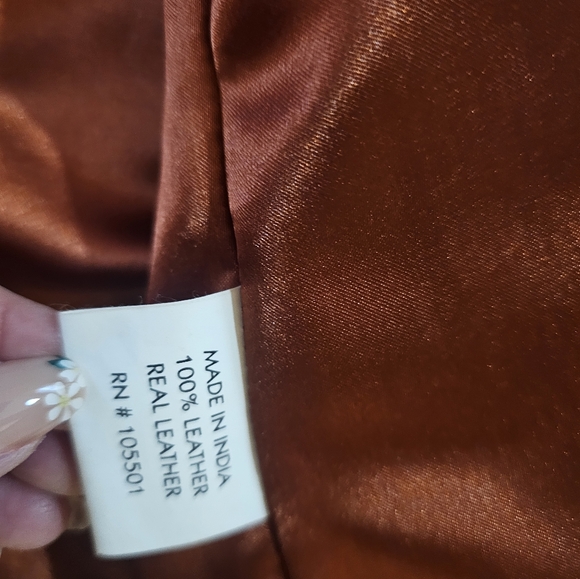 MADE IN INDIA
100% LEATHER
REAL LEATHER
RN # 105501